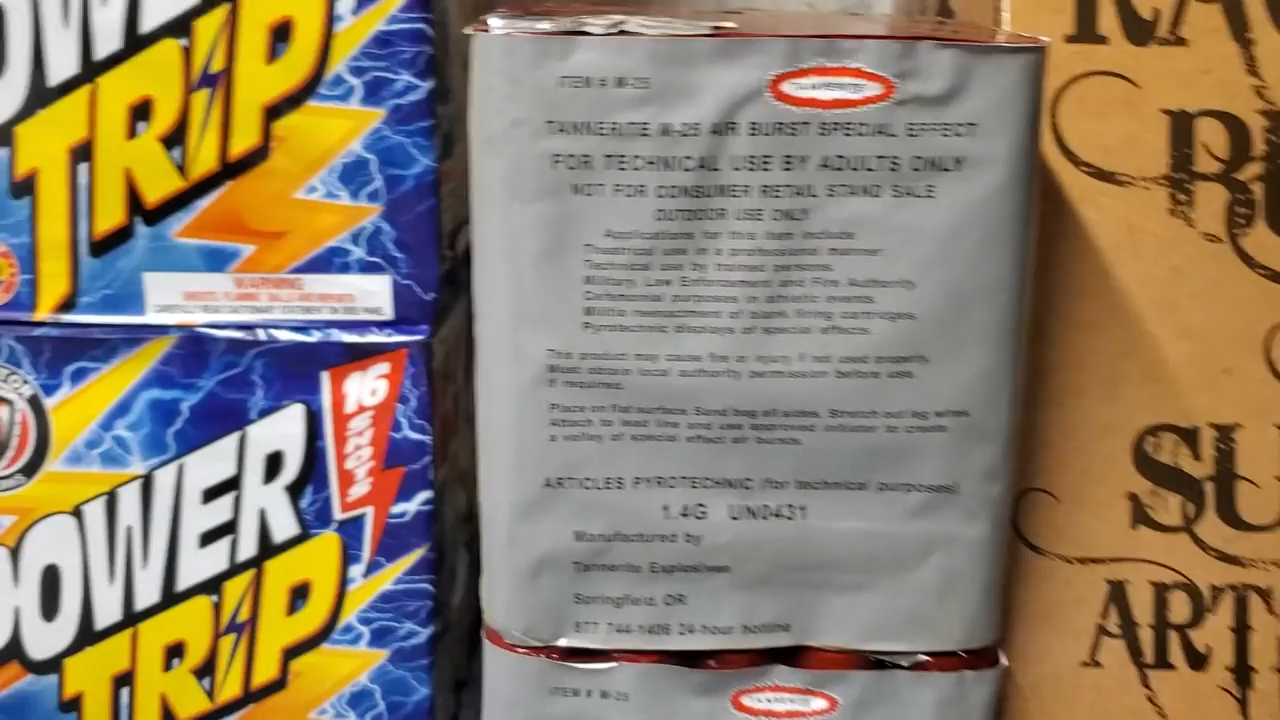 POWER
TRIP
WARNING
16
SHOTS
POWER
TRIP
ITEM # M-25
TANNERITE
TANNERITE M-25 AIR BURST SPECIAL EFFECT
FOR TECHNICAL USE BY ADULTS ONLY
NOT FOR CONSUMER RETAIL STAND SALE
OUTDOOR USE ONLY
Applications for this item include
Theatrical use in a professional manner.
Technical use by trained persons.
Military, Law Enforcement and Fire Authority
Ceremonial purposes in athletic events.
Militia reenactment of blank firing cartridges.
Pyrotechnic displays of special effects.
This product may cause fire or injury if not used properly.
Must obtain local authority permission before use,
if required.
Place on flat surface. Sand bag all sides. Stretch out leg wires
Attach to lead line and use approved initiator to create
a volley of special effect air bursts.
ARTICLES PYROTECHNIC (for technical purposes)
1.4G UN0431
Manufactured by
Tannerite Explosives
Springfield, OR
877 744-1406 24-hour hotline
ITEM # M-25
TANNERITE
RA
SU
ART